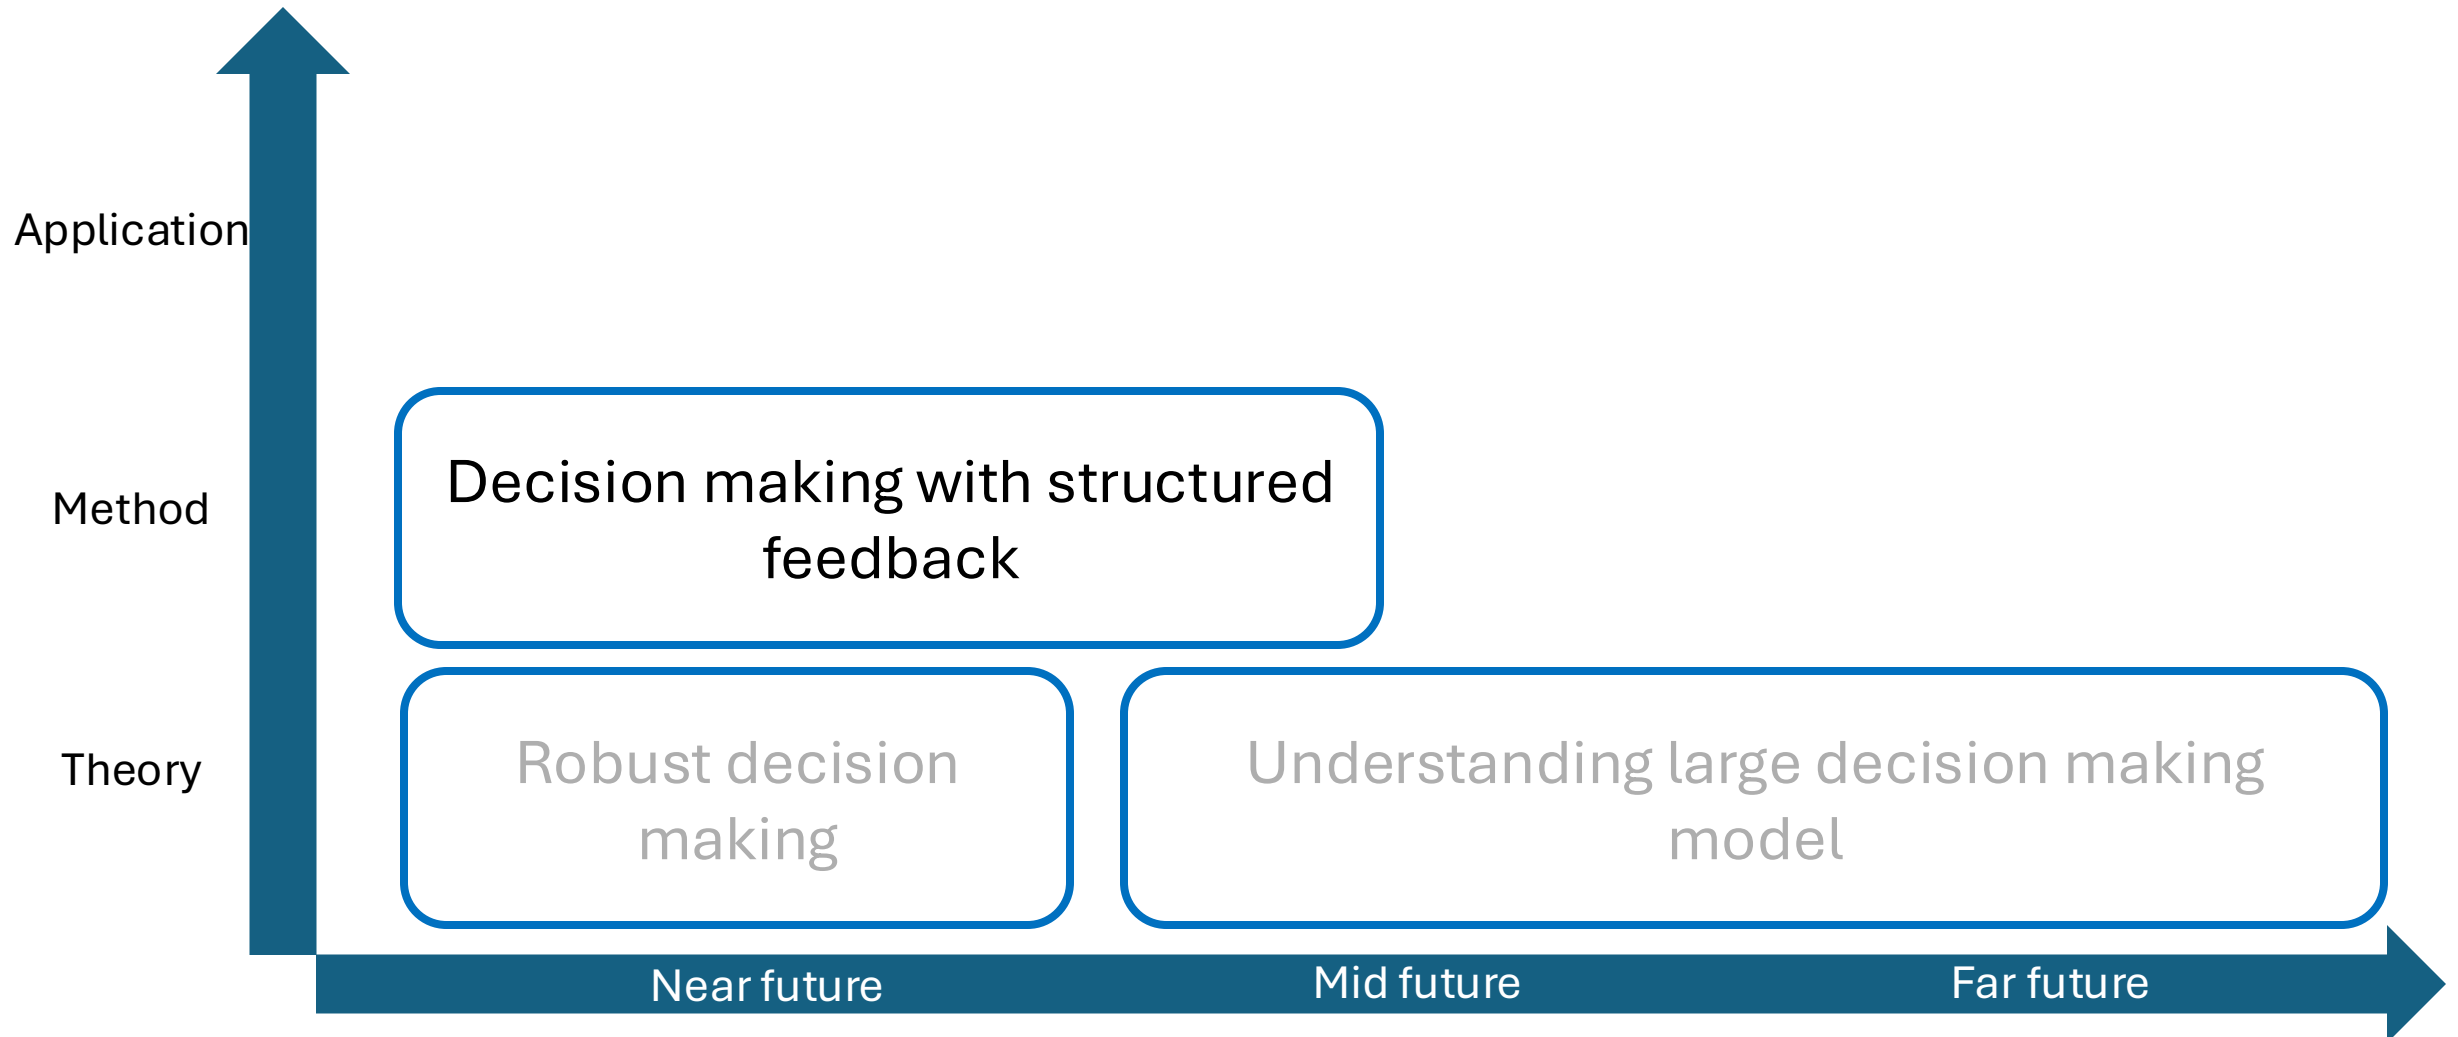 Application
Method
Decision making with structured
feedback
Theory
Robust decision
making
Understanding large decision making
model
Near future
Mid future
Far future